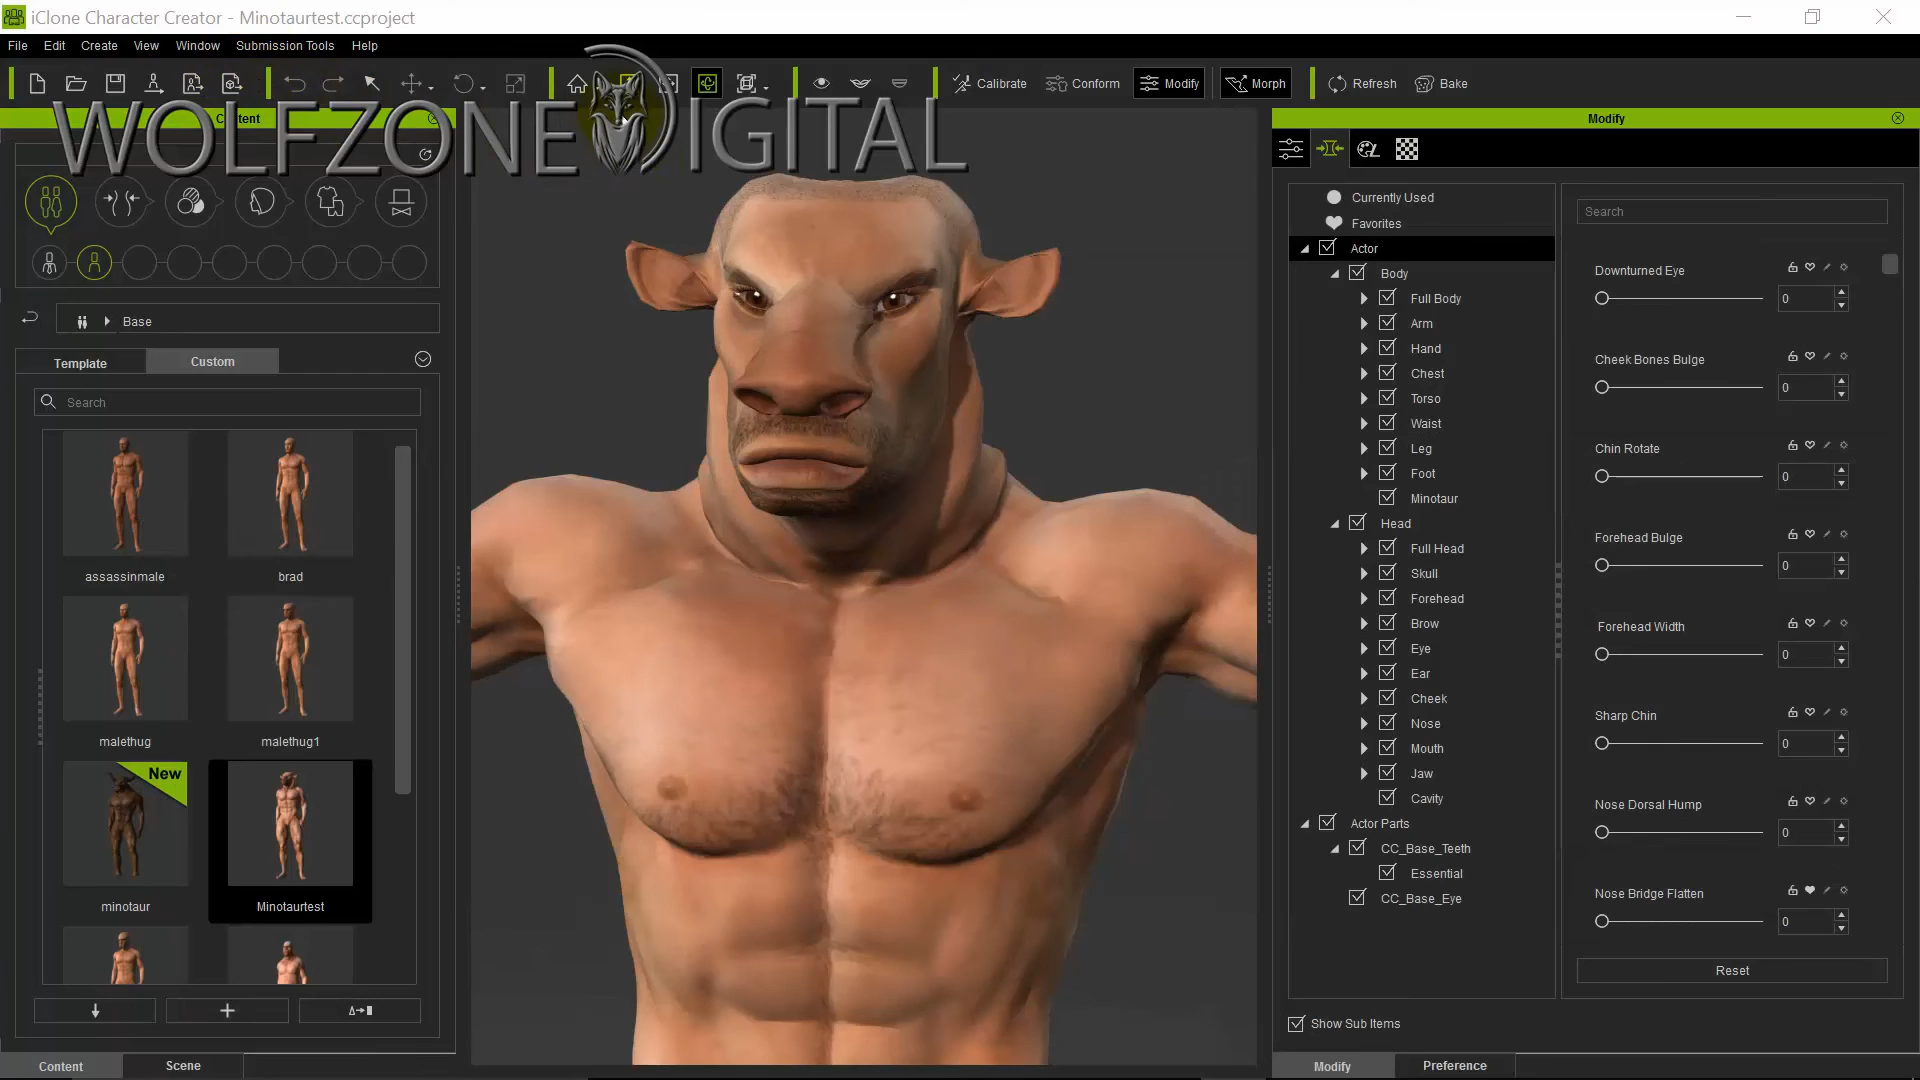 iClone Character Creator - Minotaurtest.ccproject
File Edit Create View Window Submission Tools Help
Calibrate Conform Modify Morph Refresh Bake
WOLFZONE DIGITAL
Content
Base
Template Custom
Search
assassinmale brad
malethug malethug1
New
minotaur Minotaurtest
Content Scene
Modify
Currently Used
Favorites
Actor
Body
Full Body
Arm
Hand
Chest
Torso
Waist
Leg
Foot
Minotaur
Head
Full Head
Skull
Forehead
Brow
Eye
Ear
Cheek
Nose
Mouth
Jaw
Cavity
Actor Parts
CC_Base_Teeth
Essential
CC_Base_Eye
Show Sub Items
Search
Downturned Eye
0
Cheek Bones Bulge
0
Chin Rotate
0
Forehead Bulge
0
Forehead Width
0
Sharp Chin
0
Nose Dorsal Hump
0
Nose Bridge Flatten
0
Reset
Modify Preference